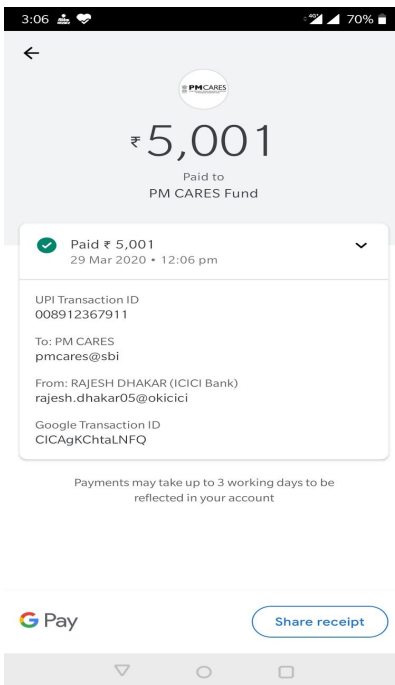 3:06
4G+
70%
PMCARES
₹5,001
Paid to
PM CARES Fund
Paid ₹ 5,001
29 Mar 2020 • 12:06 pm
UPI Transaction ID
008912367911
To: PM CARES
pmcares@sbi
From: RAJESH DHAKAR (ICICI Bank)
rajesh.dhakar05@okicici
Google Transaction ID
CICAgKChtaLNFQ
Payments may take up to 3 working days to be
reflected in your account
G Pay
Share receipt